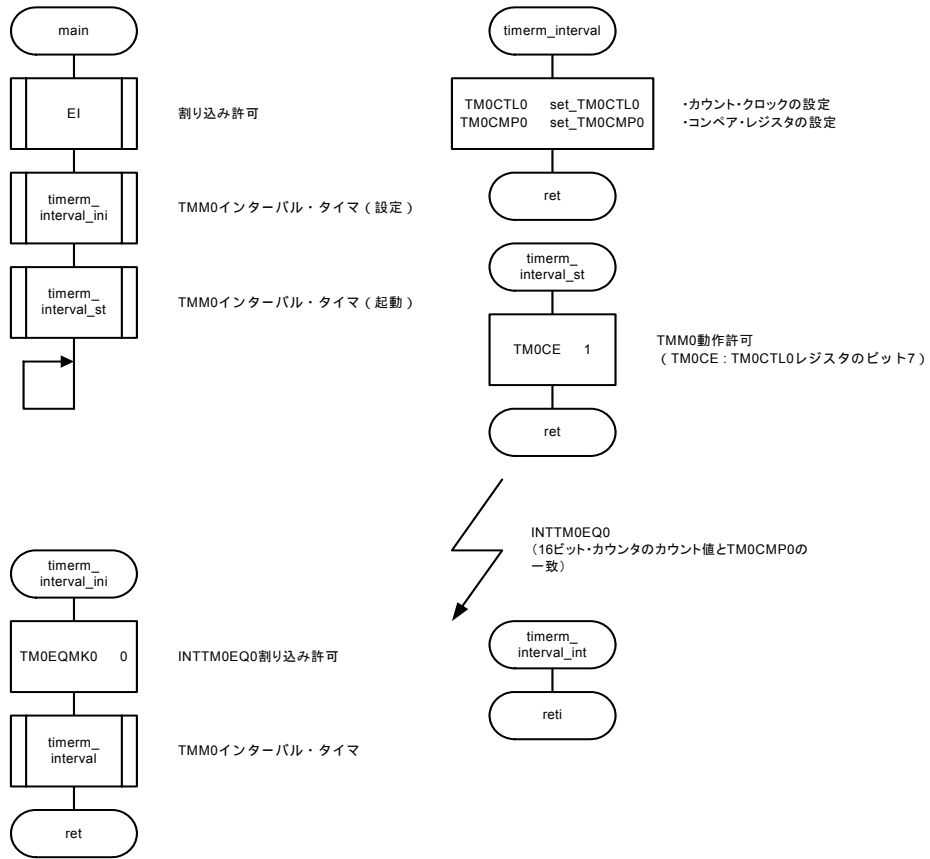 main
EI
割り込み許可
timerm_
interval_ini
TMM0インターバル・タイマ（設定）
timerm_
interval_st
TMM0インターバル・タイマ（起動）
timerm_
interval_ini
TM0EQMK0 0
INTTM0EQ0割り込み許可
timerm_
interval
TMM0インターバル・タイマ
ret
timerm_interval
TM0CTL0 set_TM0CTL0
TM0CMP0 set_TM0CMP0
・カウント・クロックの設定
・コンペア・レジスタの設定
ret
timerm_
interval_st
TM0CE 1
TMM0動作許可
（TM0CE : TM0CTL0レジスタのビット7）
ret
INTTM0EQ0
（16ビット・カウンタのカウント値とTM0CMP0の
一致）
timerm_
interval_int
reti